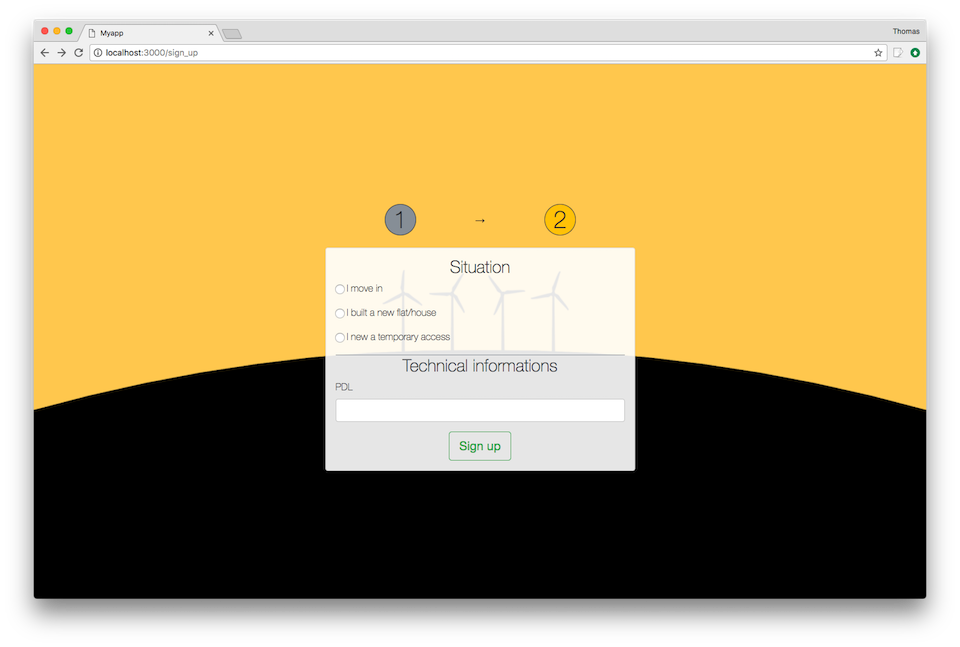 Myapp
Thomas
localhost:3000/sign_up
1 → 2
Situation
I move in
I built a new flat/house
I new a temporary access
Technical informations
PDL
Sign up